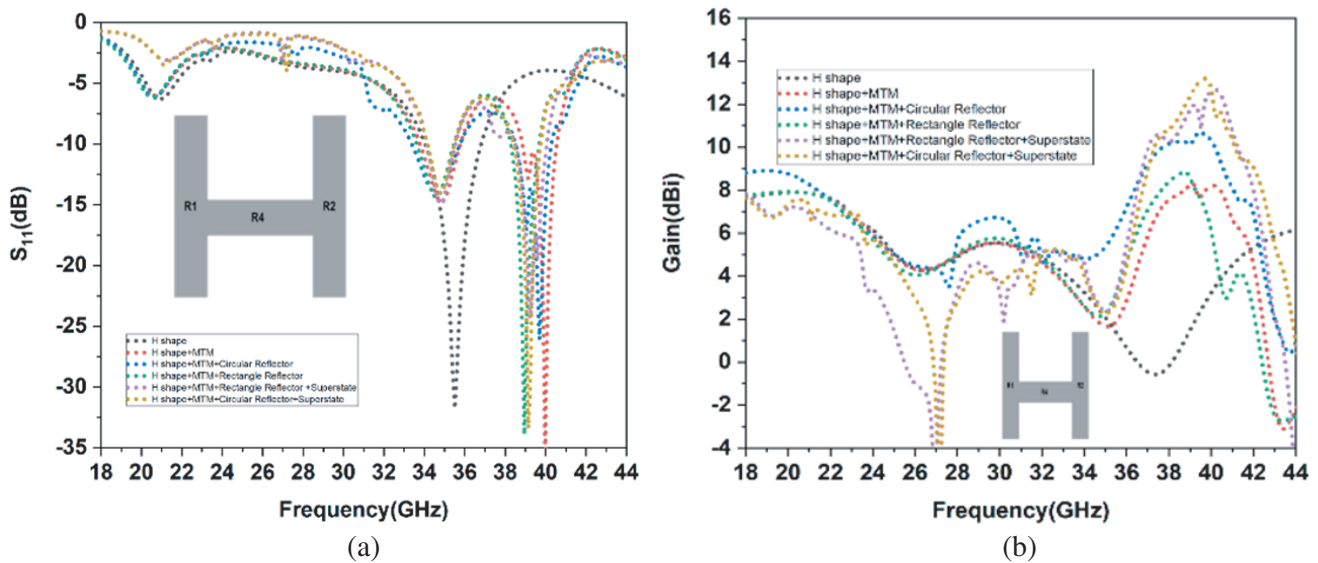 0
-5
-10
-15
-20
-25
-30
-35
S11(dB)
R1
R4
R2
H shape
H shape+MTM
H shape+MTM+Circular Reflector
H shape+MTM+Rectangle Reflector
H shape+MTM+Rectangle Reflector +Superstate
H shape+MTM+Circular Reflector+Superstate
18 20 22 24 26 28 30 32 34 36 38 40 42 44
Frequency(GHz)
(a)
16
14
12
10
8
6
4
2
0
-2
-4
Gain(dBi)
H shape
H shape+MTM
H shape+MTM+Circular Reflector
H shape+MTM+Rectangle Reflector
H shape+MTM+Rectangle Reflector+Superstate
H shape+MTM+Circular Reflector+Superstate
18 20 22 24 26 28 30 32 34 36 38 40 42 44
Frequency(GHz)
(b)